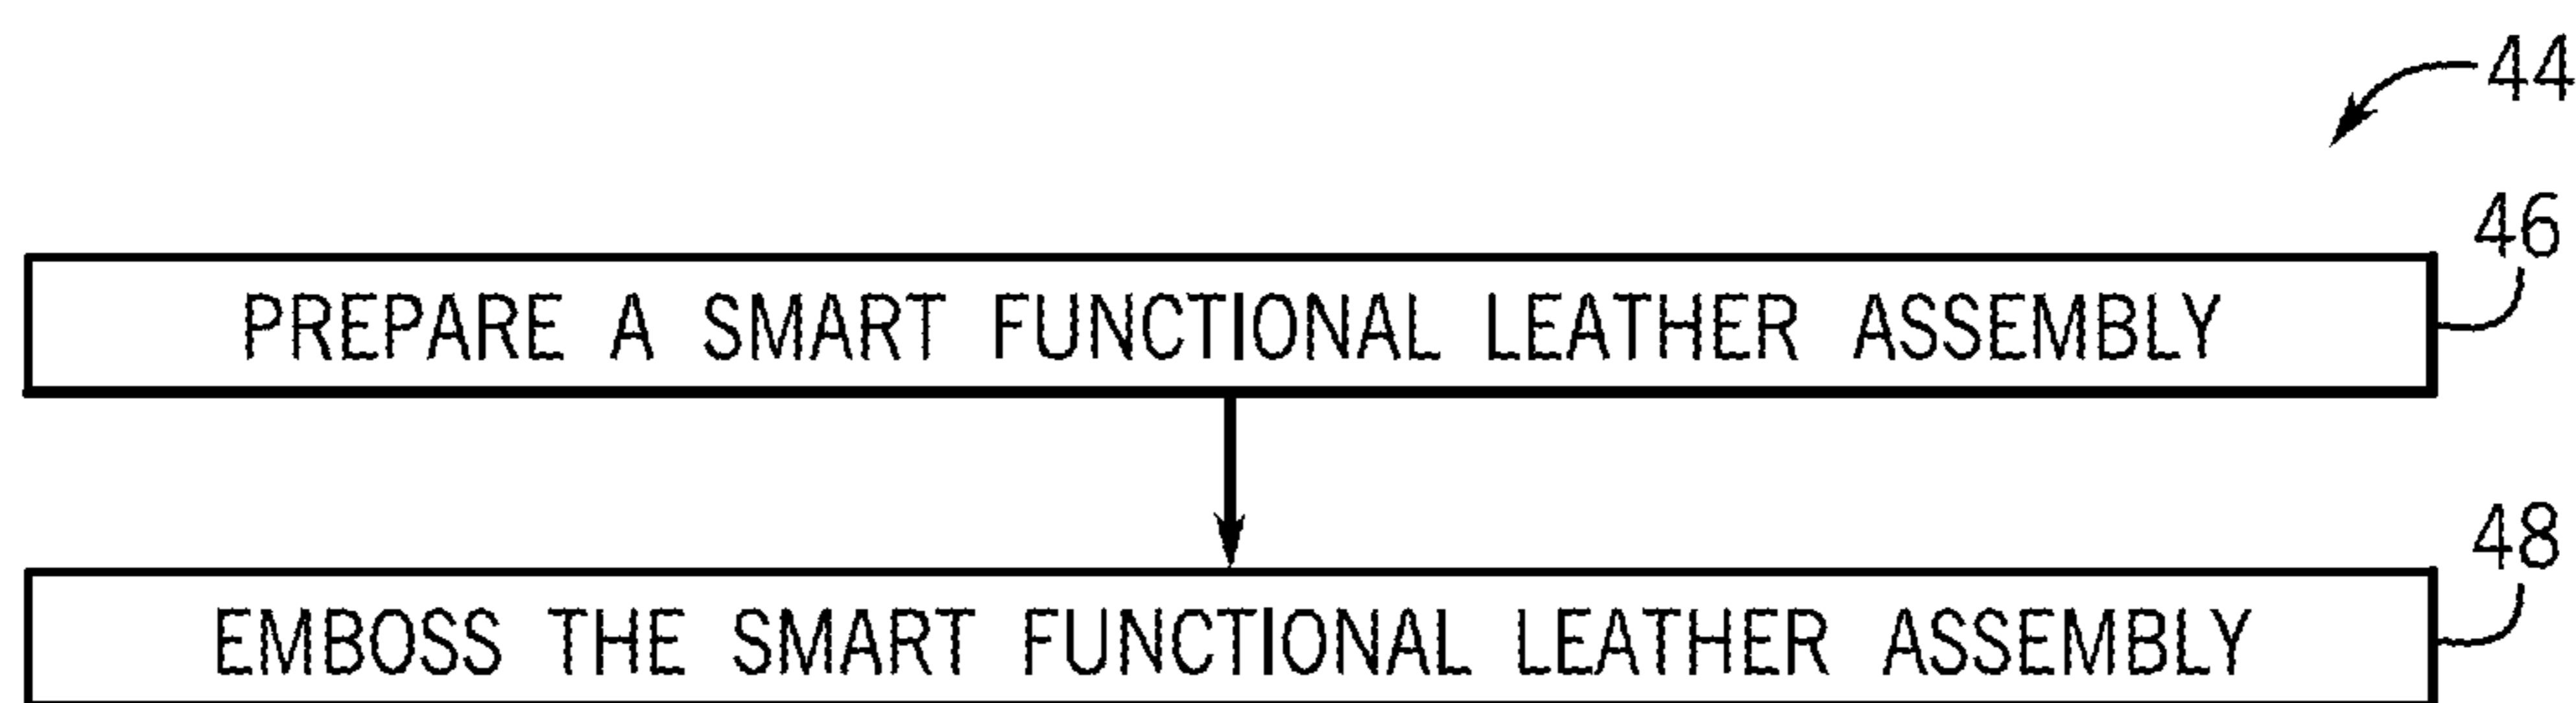 44
46
PREPARE A SMART FUNCTIONAL LEATHER ASSEMBLY
48
EMBOSS THE SMART FUNCTIONAL LEATHER ASSEMBLY